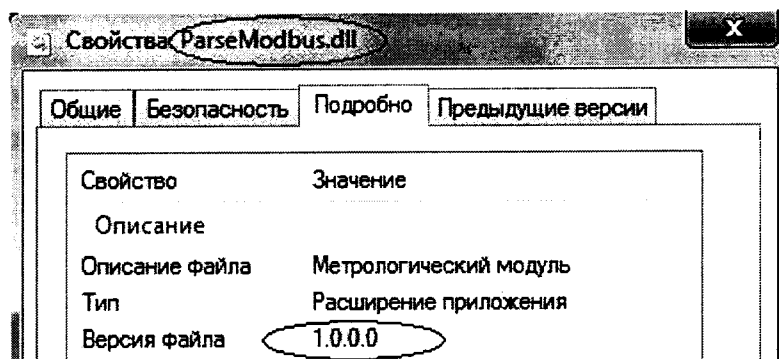 Свойства: ParseModbus.dll
x
Общие Безопасность Подробно Предыдущие версии
Свойство Значение
Описание
Описание файла Метрологический модуль
Тип Расширение приложения
Версия файла 1.0.0.0